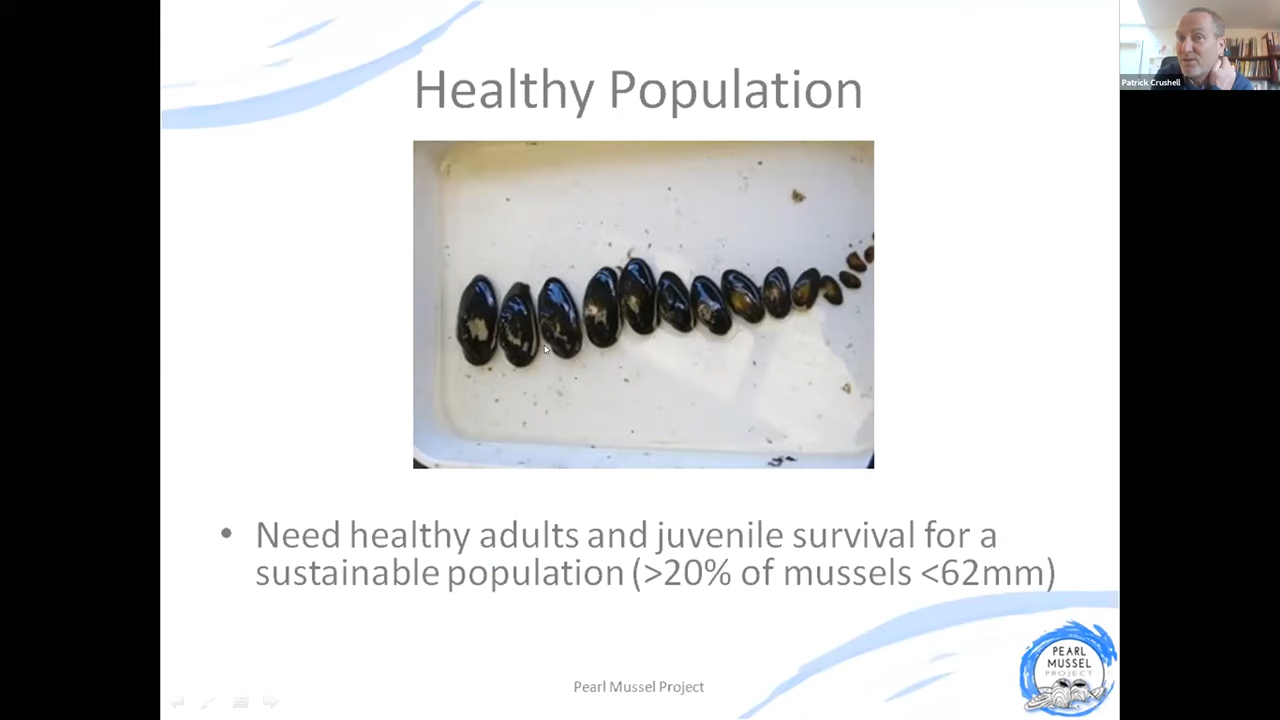 Healthy Population
Patrick Crushell
• Need healthy adults and juvenile survival for a
sustainable population (>20% of mussels <62mm)
Pearl Mussel Project
PEARL
MUSSEL
PROJECT